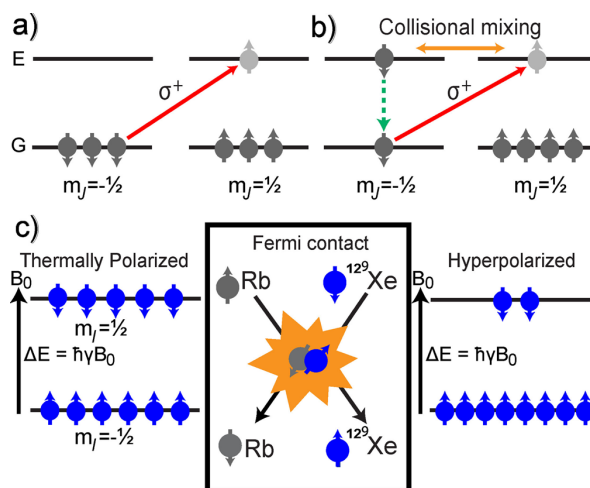 a)
E
σ⁺
G
mJ=-½
mJ=½
b)
Collisional mixing
σ⁺
mJ=-½
mJ=½
c)
Thermally Polarized
B₀
mI=½
ΔE = ħγB₀
mI=-½
Fermi contact
Rb
¹²⁹Xe
Rb
¹²⁹Xe
Hyperpolarized
B₀
ΔE = ħγB₀